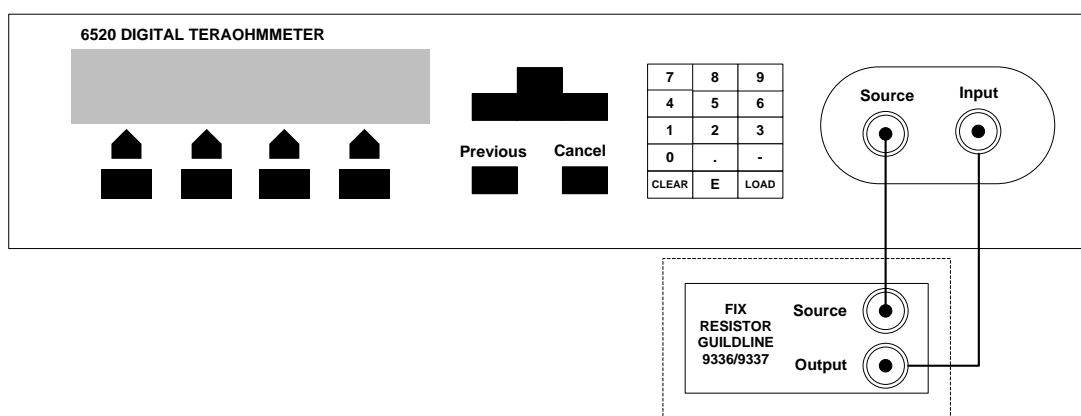 6520 DIGITAL TERAOHMMETER
Previous Cancel
7 8 9
4 5 6
1 2 3
0 . -
CLEAR E LOAD
Source Input
FIX
RESISTOR
GUILDLINE
9336/9337
Source
Output